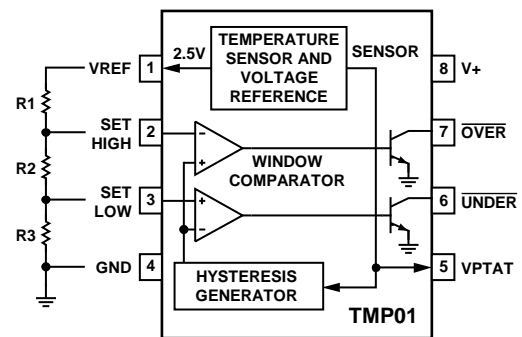 TEMPERATURE
SENSOR AND
VOLTAGE
REFERENCE
2.5V
SENSOR
VREF 1
8 V+
R1
SET
HIGH 2
7 OVER
WINDOW
COMPARATOR
R2
SET
LOW 3
6 UNDER
R3
GND 4
5 VPTAT
HYSTERESIS
GENERATOR
TMP01